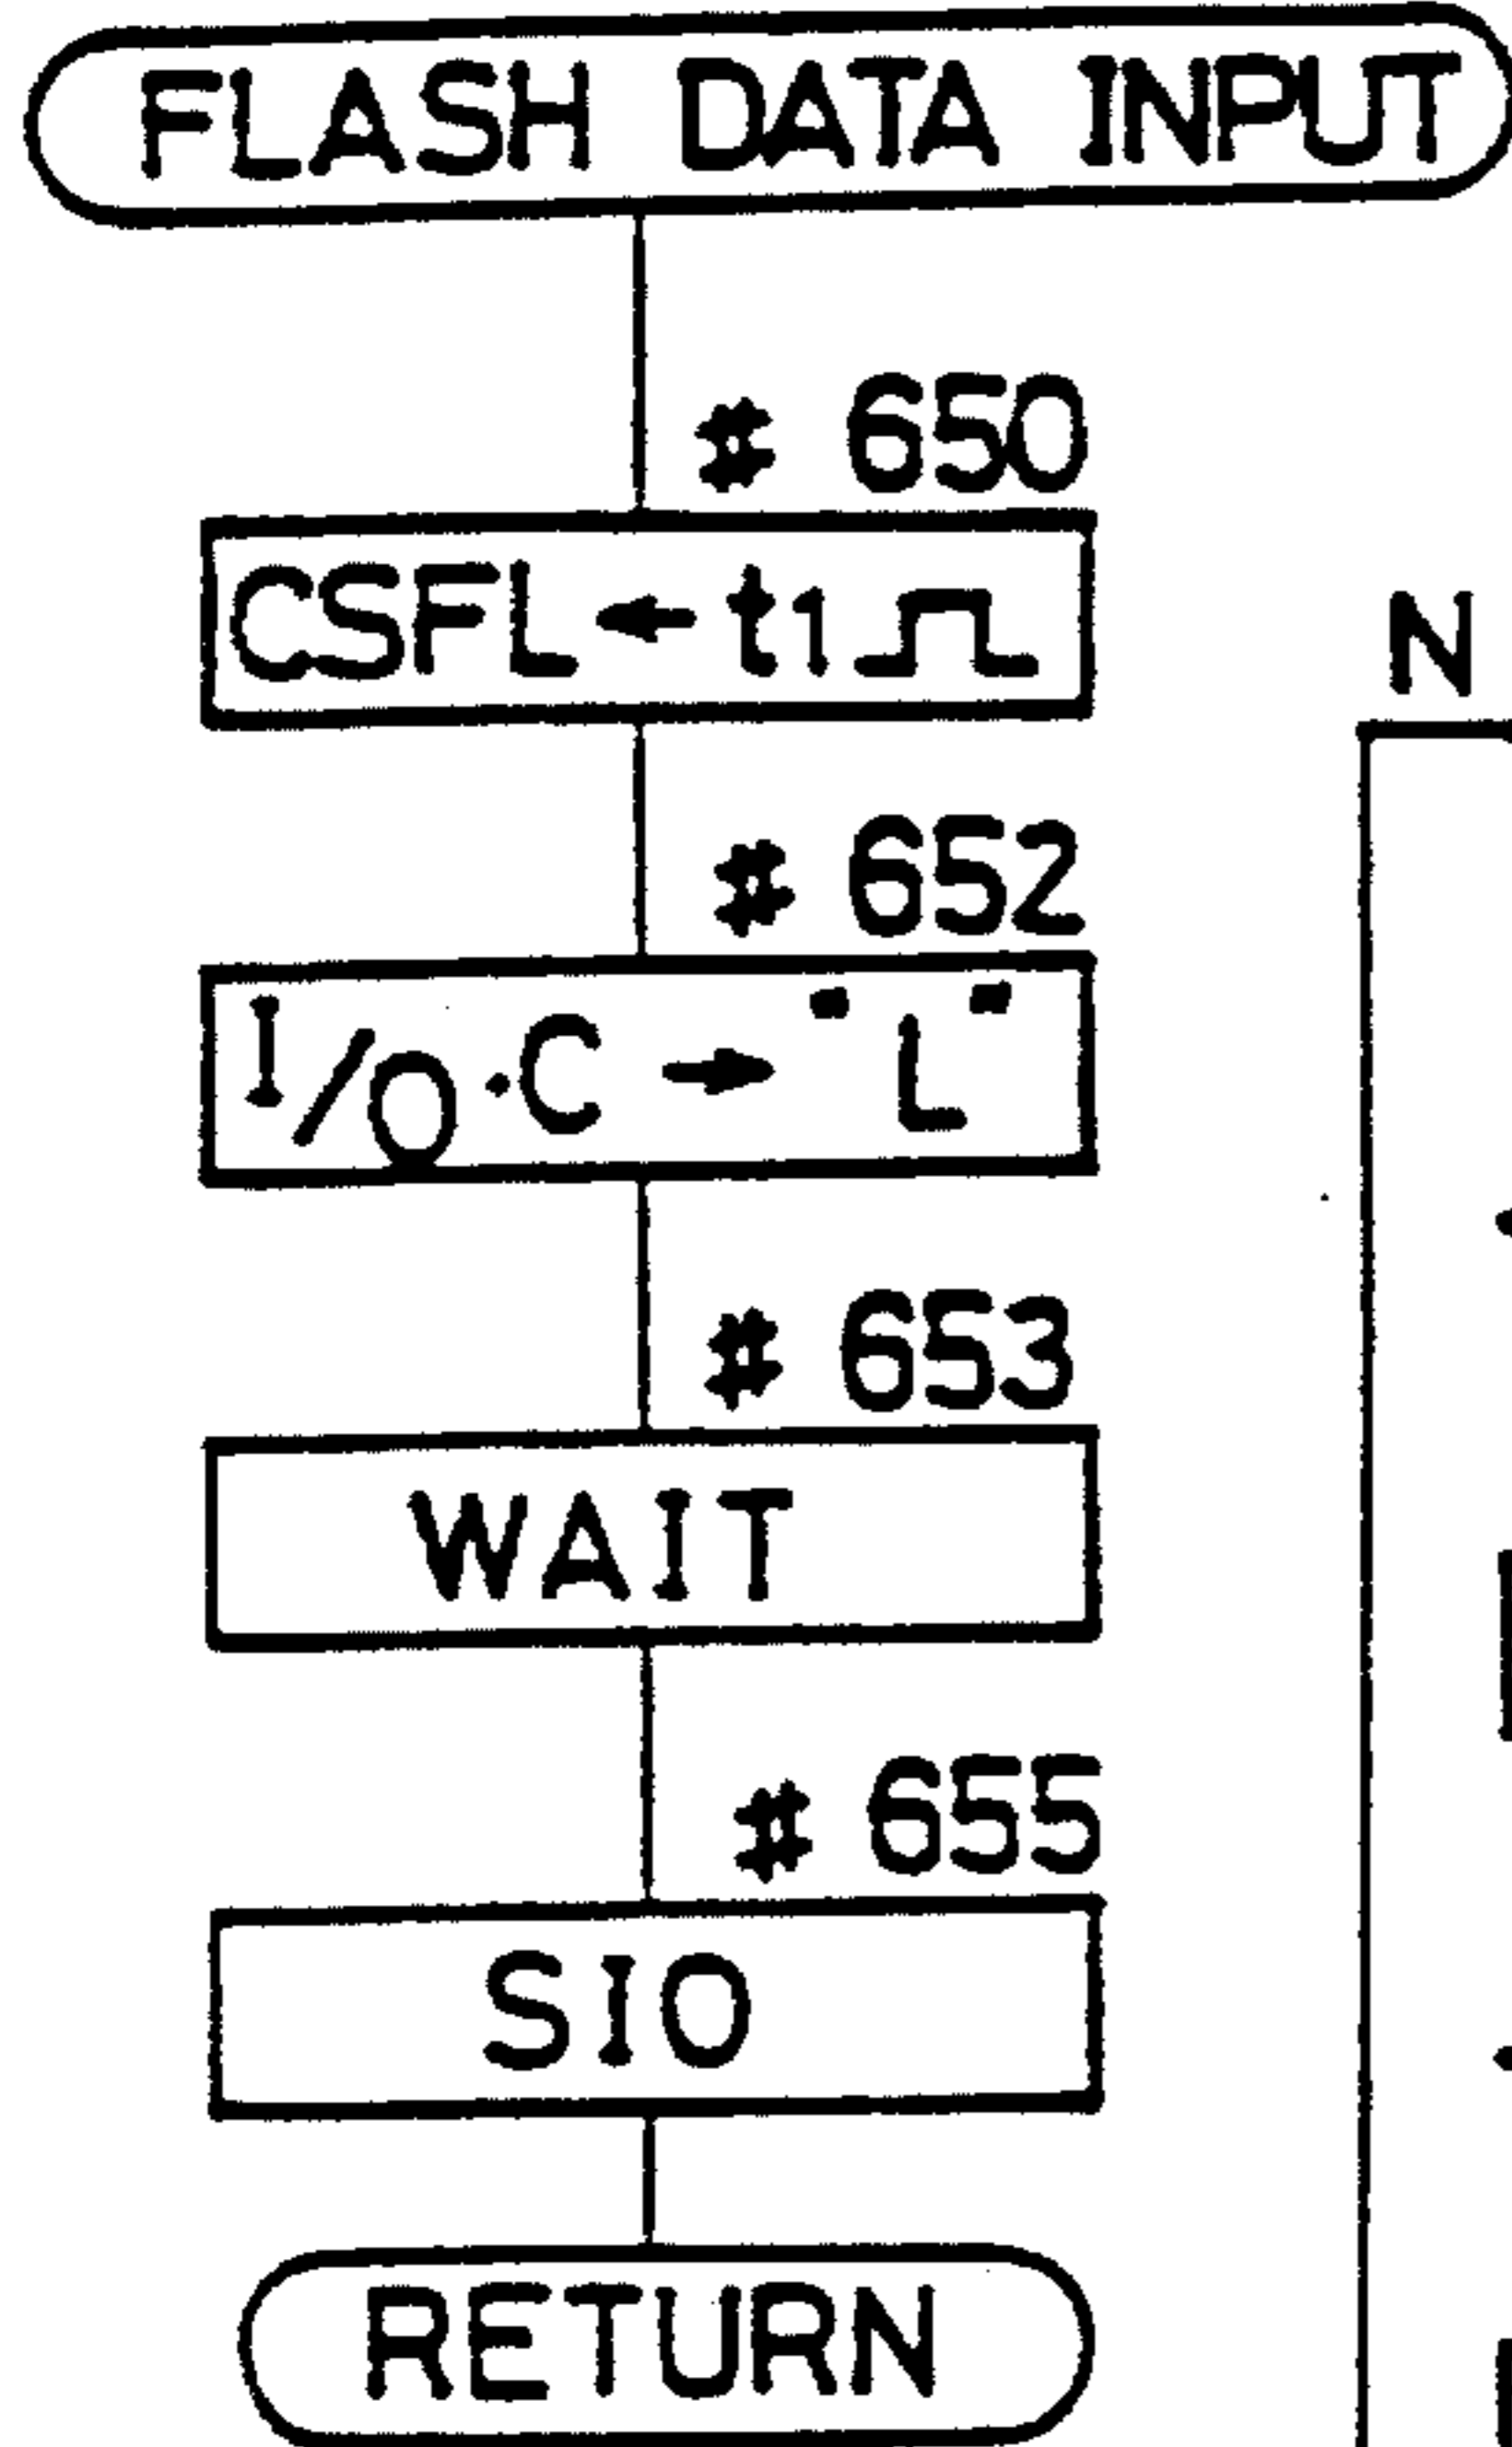 FLASH DATA INPUT
# 650
CSFL ← t1 ⎍
# 652
N
I/O·C → "L"
# 653
WAIT
# 655
SIO
RETURN